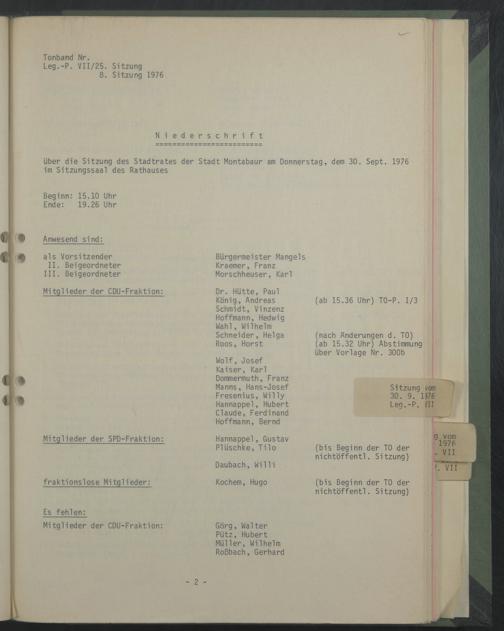 Tonband Nr.
Leg.-P. VII/25. Sitzung
8. Sitzung 1976
N i e d e r s c h r i f t
=========================
über die Sitzung des Stadtrates der Stadt Montabaur am Donnerstag, dem 30. Sept. 1976
im Sitzungssaal des Rathauses
Beginn: 15.10 Uhr
Ende: 19.26 Uhr
Anwesend sind:
als Vorsitzender Bürgermeister Mangels
II. Beigeordneter Kraemer, Franz
III. Beigeordneter Morschheuser, Karl
Mitglieder der CDU-Fraktion: Dr. Hütte, Paul
König, Andreas (ab 15.36 Uhr) TO-P. 1/3
Schmidt, Vinzenz
Hoffmann, Hedwig
Wahl, Wilhelm
Schneider, Helga (nach Änderungen d. TO)
Roos, Horst (ab 15.32 Uhr) Abstimmung
über Vorlage Nr. 300b
Wolf, Josef
Kaiser, Karl
Dommermuth, Franz
Manns, Hans-Josef
Fresenius, Willy
Hannappel, Hubert
Claude, Ferdinand
Hoffmann, Bernd
Sitzung vom
30. 9. 1976
Leg.-P. VII
Mitglieder der SPD-Fraktion: Hannappel, Gustav
Plüschke, Tilo (bis Beginn der TO der
nichtöffentl. Sitzung)
Daubach, Willi
g vom
1976
. VII
. VII
fraktionslose Mitglieder: Kochem, Hugo (bis Beginn der TO der
nichtöffentl. Sitzung)
Es fehlen:
Mitglieder der CDU-Fraktion: Görg, Walter
Pütz, Hubert
Müller, Wilhelm
Roßbach, Gerhard
- 2 -